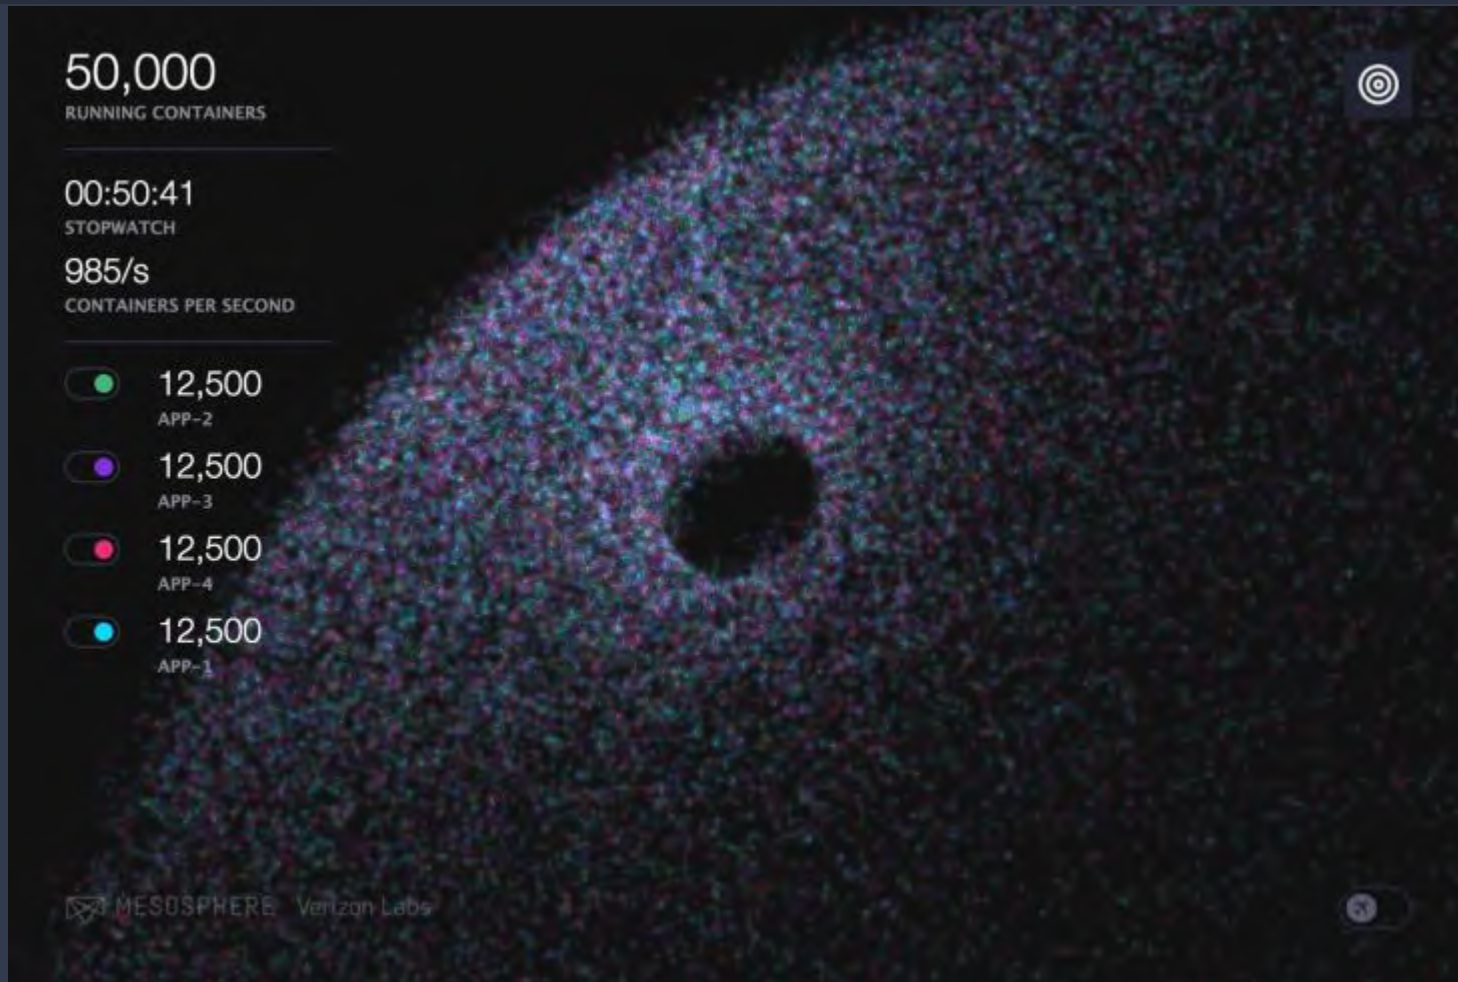 50,000
RUNNING CONTAINERS
00:50:41
STOPWATCH
985/s
CONTAINERS PER SECOND
12,500
APP-2
12,500
APP-3
12,500
APP-4
12,500
APP-1
MESOSPHERE Verizon Labs